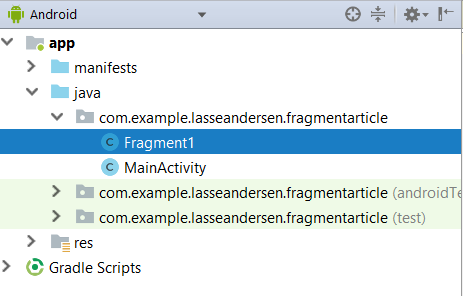 Android
app
manifests
java
com.example.lasseandersen.fragmentarticle
C Fragment1
C MainActivity
com.example.lasseandersen.fragmentarticle (androidTe
com.example.lasseandersen.fragmentarticle (test)
res
Gradle Scripts